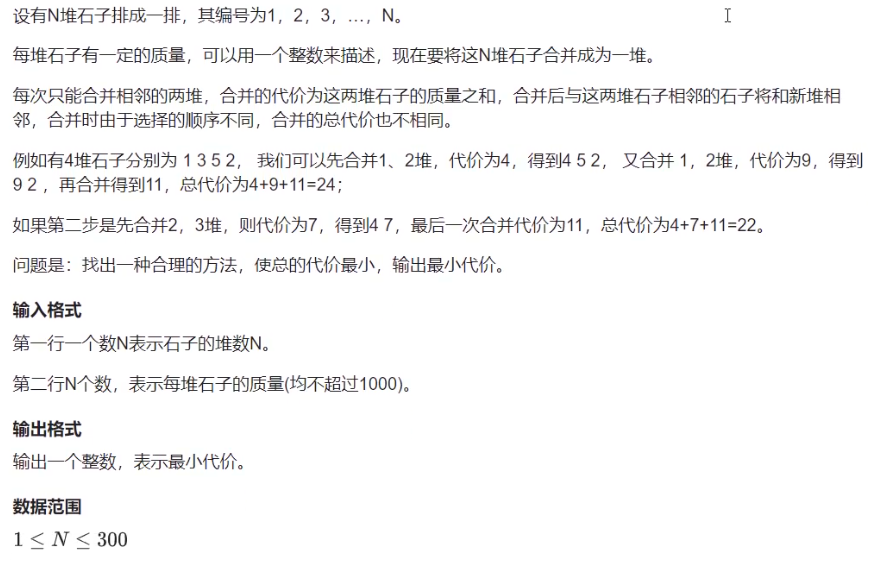 设有N堆石子排成一排，其编号为1，2，3，…，N。
每堆石子有一定的质量，可以用一个整数来描述，现在要将这N堆石子合并成为一堆。
每次只能合并相邻的两堆，合并的代价为这两堆石子的质量之和，合并后与这两堆石子相邻的石子将和新堆相
邻，合并时由于选择的顺序不同，合并的总代价也不相同。
例如有4堆石子分别为 1 3 5 2， 我们可以先合并1、2堆，代价为4，得到4 5 2， 又合并 1，2堆，代价为9，得到
9 2 ，再合并得到11，总代价为4+9+11=24；
如果第二步是先合并2，3堆，则代价为7，得到4 7，最后一次合并代价为11，总代价为4+7+11=22。
问题是：找出一种合理的方法，使总的代价最小，输出最小代价。
输入格式
第一行一个数N表示石子的堆数N。
第二行N个数，表示每堆石子的质量(均不超过1000)。
输出格式
输出一个整数，表示最小代价。
数据范围
1 ≤ N ≤ 300